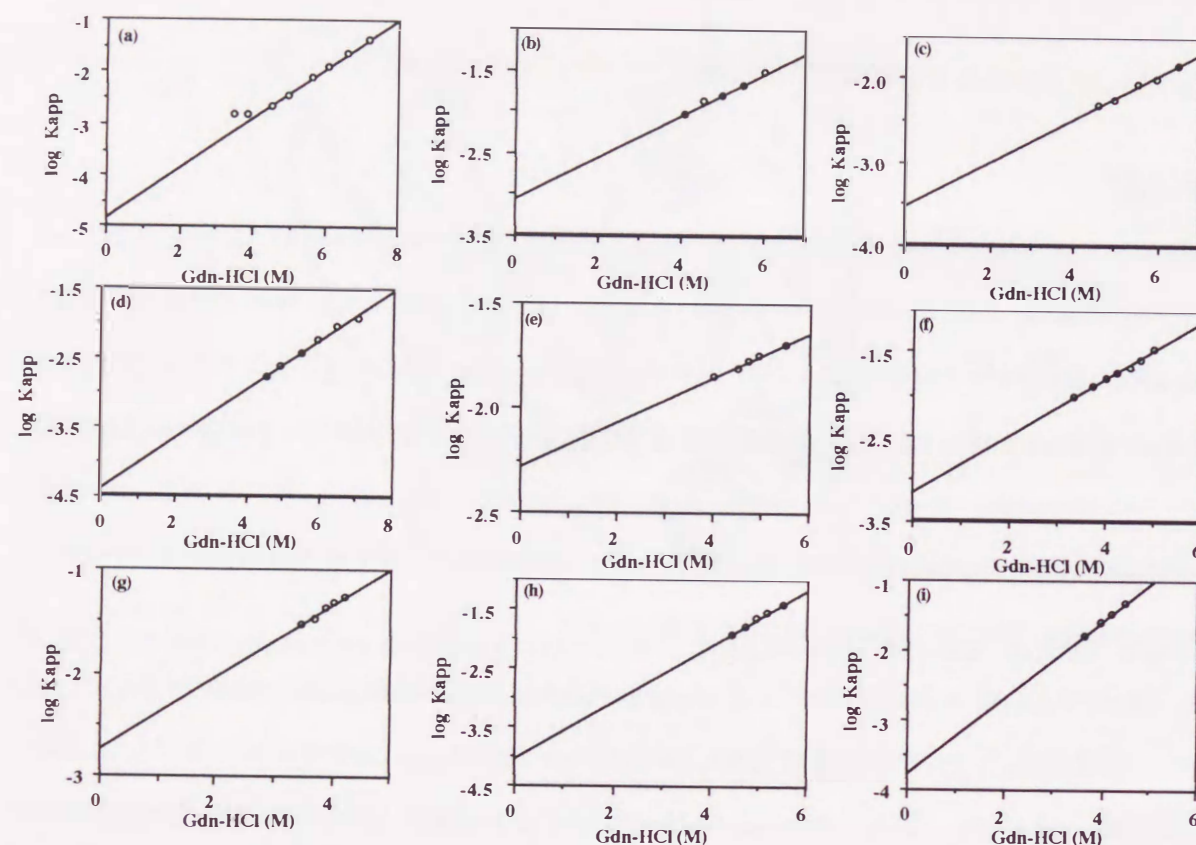 (a)
-1
-2
-3
-4
-5
log Kapp
0 2 4 6 8
Gdn-HCl (M)
(b)
-1.5
-2.5
-3.5
log Kapp
0 2 4 6
Gdn-HCl (M)
(c)
-2.0
-3.0
-4.0
log Kapp
0 2 4 6
Gdn-HCl (M)
(d)
-1.5
-2.5
-3.5
-4.5
log Kapp
0 2 4 6 8
Gdn-HCl (M)
(e)
-1.5
-2.0
-2.5
log Kapp
0 2 4 6
Gdn-HCl (M)
(f)
-1.5
-2.5
-3.5
log Kapp
0 2 4 6
Gdn-HCl (M)
(g)
-1
-2
-3
log Kapp
0 2 4
Gdn-HCl (M)
(h)
-1.5
-2.5
-3.5
-4.5
log Kapp
0 2 4 6
Gdn-HCl (M)
(i)
-1
-2
-3
-4
log Kapp
0 2 4 6
Gdn-HCl (M)